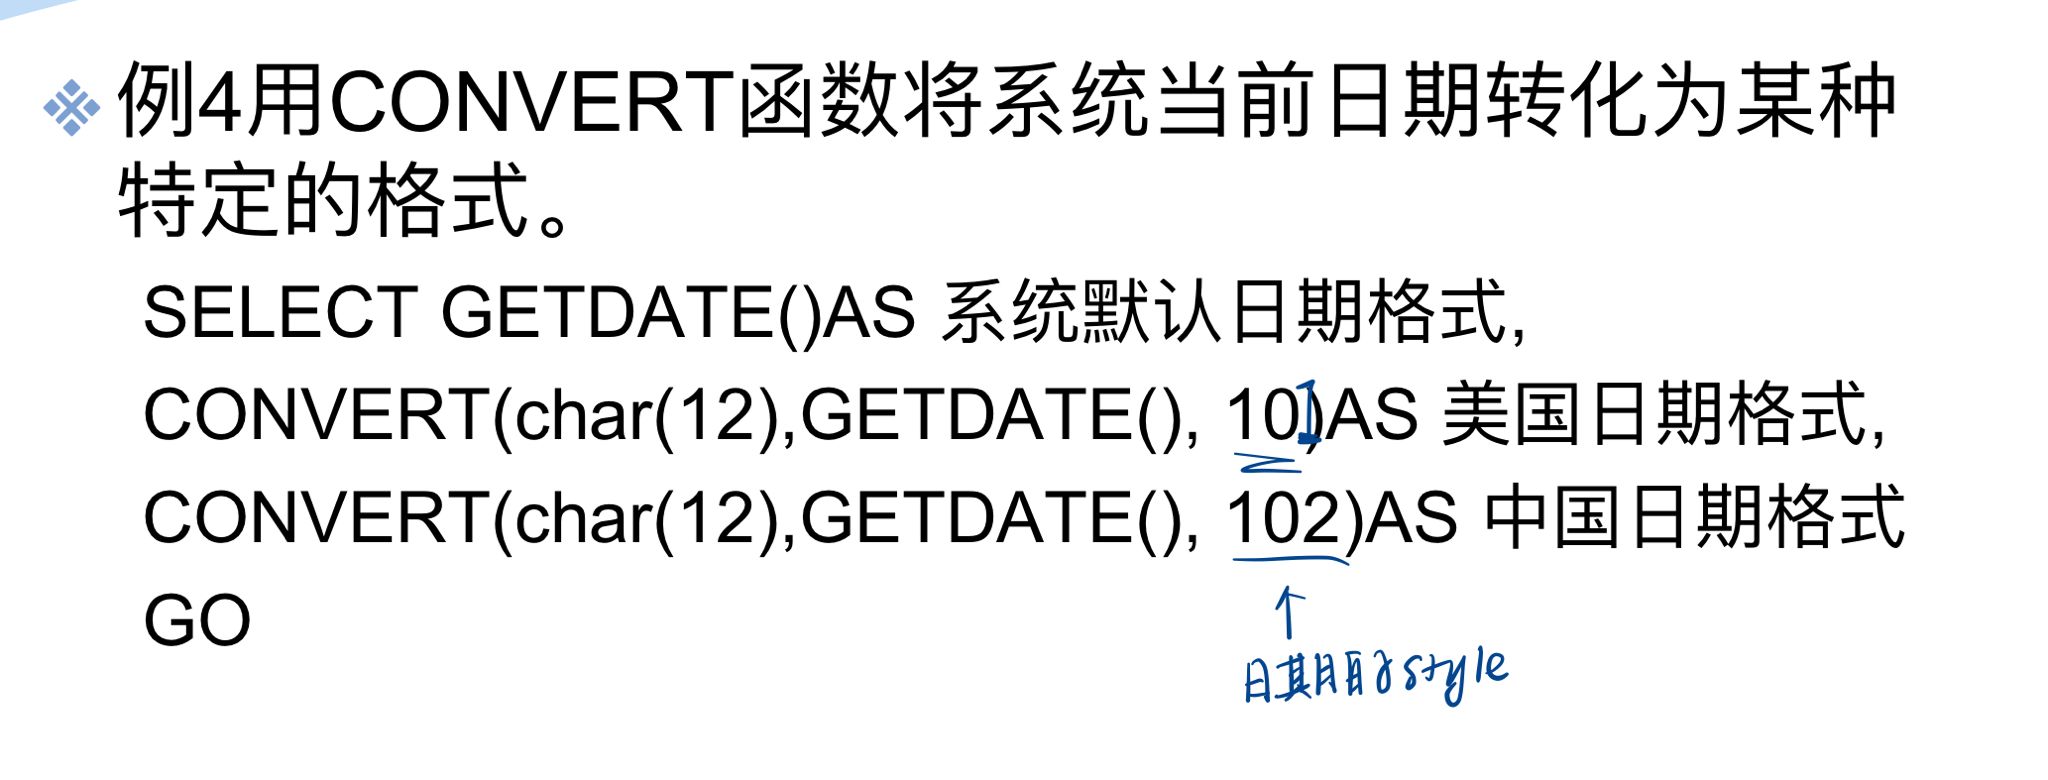 例4用CONVERT函数将系统当前日期转化为某种
特定的格式。
SELECT GETDATE()AS 系统默认日期格式,
CONVERT(char(12),GETDATE(), 101)AS 美国日期格式,
CONVERT(char(12),GETDATE(), 102)AS 中国日期格式
GO
日期的style